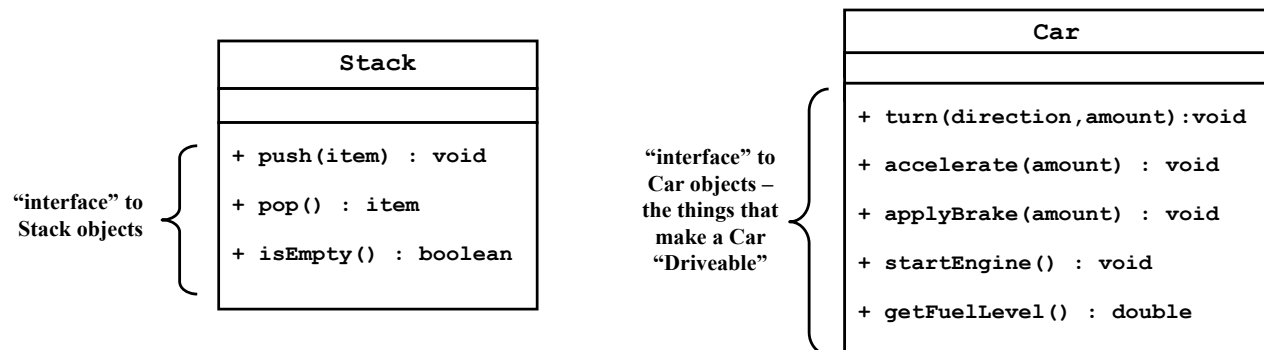 Stack
“interface” to
Stack objects
+ push(item) : void
+ pop() : item
+ isEmpty() : boolean
Car
“interface” to
Car objects –
the things that
make a Car
“Driveable”
+ turn(direction,amount):void
+ accelerate(amount) : void
+ applyBrake(amount) : void
+ startEngine() : void
+ getFuelLevel() : double